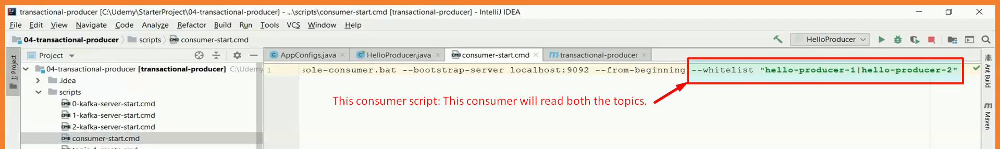 transactional-producer [C:\Udemy\StarterProject\04-transactional-producer] - ...\scripts\consumer-start.cmd [transactional-producer] - IntelliJ IDEA
File Edit View Navigate Code Analyze Refactor Build Run Tools VCS Window Help
04-transactional-producer scripts consumer-start.cmd HelloProducer
1: Project
Project AppConfigs.java HelloProducer.java consumer-start.cmd transactional-producer
04-transactional-producer [transactional-producer] C:\Udemy
1 sole-consumer.bat --bootstrap-server localhost:9092 --from-beginning --whitelist "hello-producer-1|hello-producer-2"
.idea
scripts
This consumer script: This consumer will read both the topics.
0-kafka-server-start.cmd
1-kafka-server-start.cmd
2-kafka-server-start.cmd
consumer-start.cmd
Ant Build
Maven